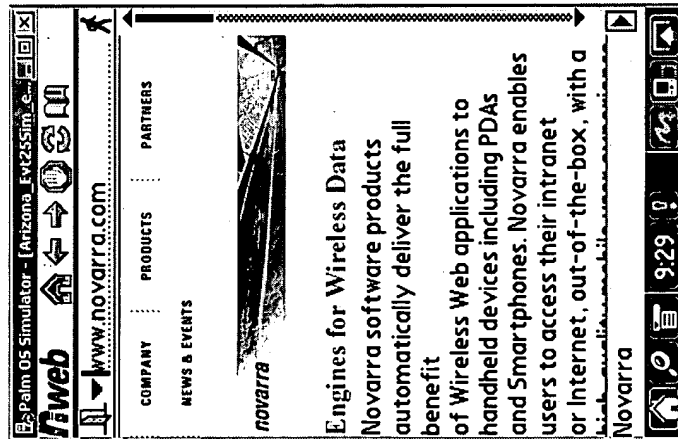 Palm OS Simulator - [Arizona_Evt2sSim_e...
nweb
www.novarra.com
COMPANY PRODUCTS PARTNERS
NEWS & EVENTS
novarra
Engines for Wireless Data
Novarra software products
automatically deliver the full
benefit
of Wireless Web applications to
handheld devices including PDAs
and Smartphones. Novarra enables
users to access their intranet
or Internet, out-of-the-box, with a
Novarra
9:29